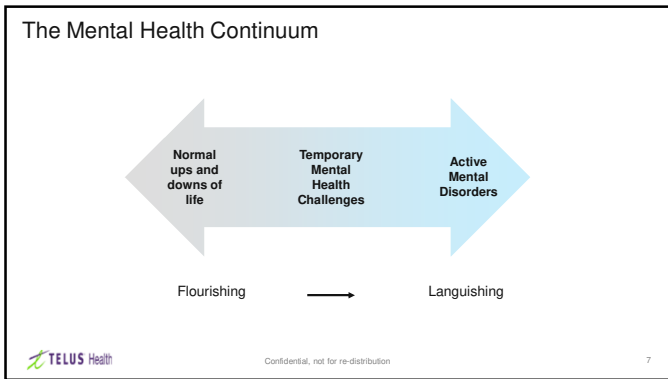 The Mental Health Continuum
Normal
ups and
downs of
life
Temporary
Mental
Health
Challenges
Active
Mental
Disorders
Flourishing
Languishing
TELUS Health
Confidential, not for re-distribution
7